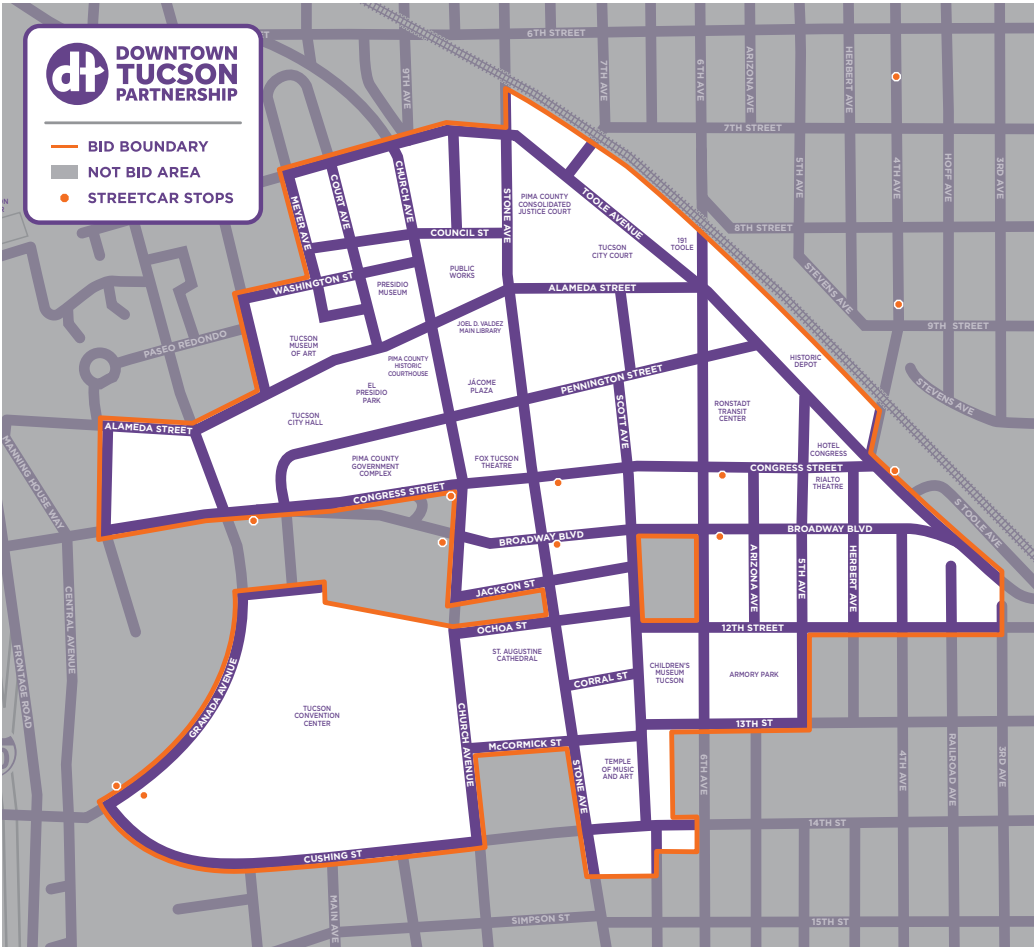 DOWNTOWN
TUCSON
PARTNERSHIP
dt
BID BOUNDARY
NOT BID AREA
STREETCAR STOPS
6TH STREET
9TH AVE
7TH AVE
6TH AVE
ARIZONA AVE
HERBERT AVE
7TH STREET
5TH AVE
4TH AVE
HOFF AVE
3RD AVE
8TH STREET
STEVENS AVE
9TH STREET
STEVENS AVE
MEYER AVE
COURT AVE
CHURCH AVE
STONE AVE
PIMA COUNTY
CONSOLIDATED
JUSTICE COURT
TOOLE AVENUE
COUNCIL ST
TUCSON
CITY COURT
191
TOOLE
WASHINGTON ST
PRESIDIO
MUSEUM
PUBLIC
WORKS
ALAMEDA STREET
PASEO REDONDO
TUCSON
MUSEUM
OF ART
JOEL D. VALDEZ
MAIN LIBRARY
PIMA COUNTY
HISTORIC
COURTHOUSE
HISTORIC
DEPOT
EL
PRESIDIO
PARK
JÁCOME
PLAZA
PENNINGTON STREET
SCOTT AVE
RONSTADT
TRANSIT
CENTER
TUCSON
CITY HALL
ALAMEDA STREET
MANNING HOUSE WAY
PIMA COUNTY
GOVERNMENT
COMPLEX
FOX TUCSON
THEATRE
HOTEL
CONGRESS
CONGRESS STREET
CONGRESS STREET
RIALTO
THEATRE
S TOOLE AVE
BROADWAY BLVD
BROADWAY BLVD
ARIZONA AVE
5TH AVE
HERBERT AVE
JACKSON ST
CENTRAL AVENUE
FRONTAGE ROAD
OCHOA ST
12TH STREET
ST. AUGUSTINE
CATHEDRAL
CHILDREN'S
MUSEUM
TUCSON
ARMORY PARK
CORRAL ST
GRANADA AVENUE
TUCSON
CONVENTION
CENTER
CHURCH AVENUE
13TH ST
McCORMICK ST
STONE AVE
TEMPLE
OF MUSIC
AND ART
6TH AVE
4TH AVE
RAILROAD AVE
3RD AVE
14TH ST
CUSHING ST
MAIN AVE
SIMPSON ST
15TH ST